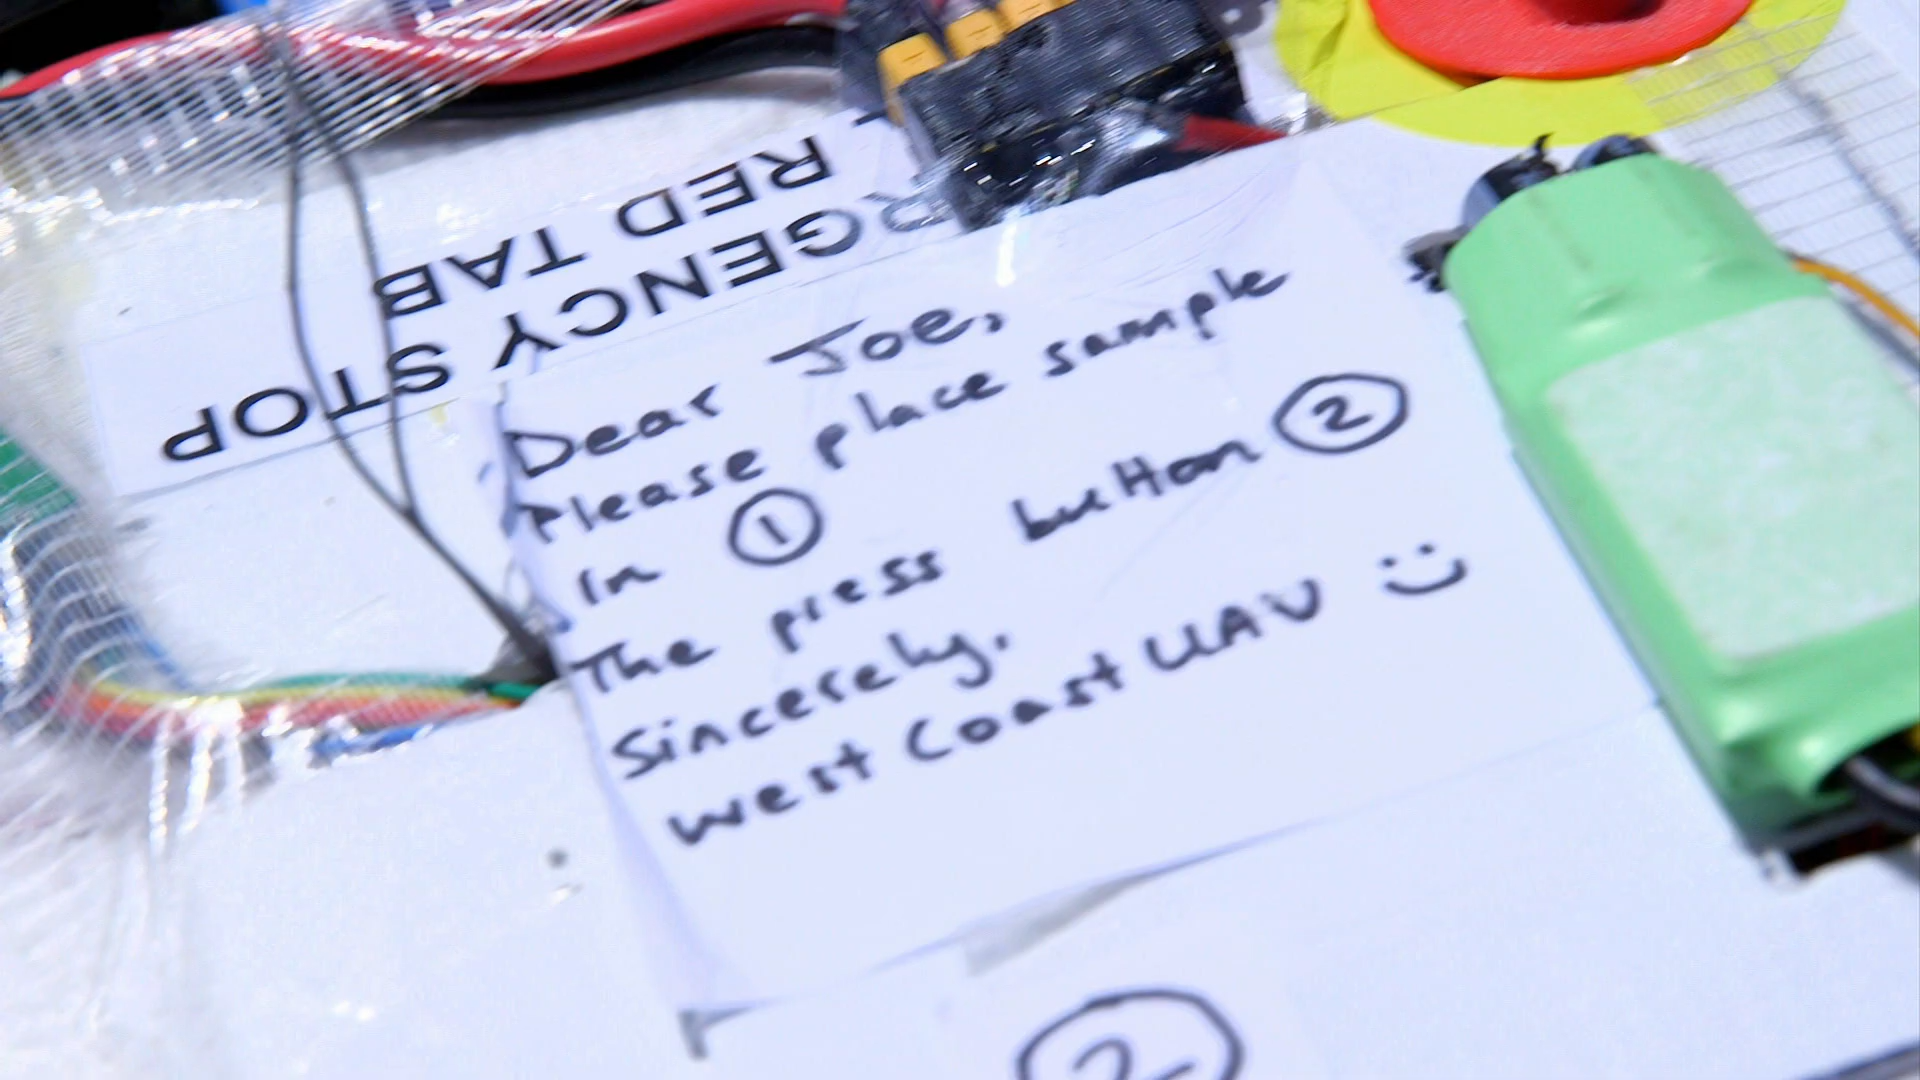 RED TAB
RGENCY STOP
Dear Joe,
Please place sample
In ①
The press button ②
Sincerely,
West Coast UAV :)
2